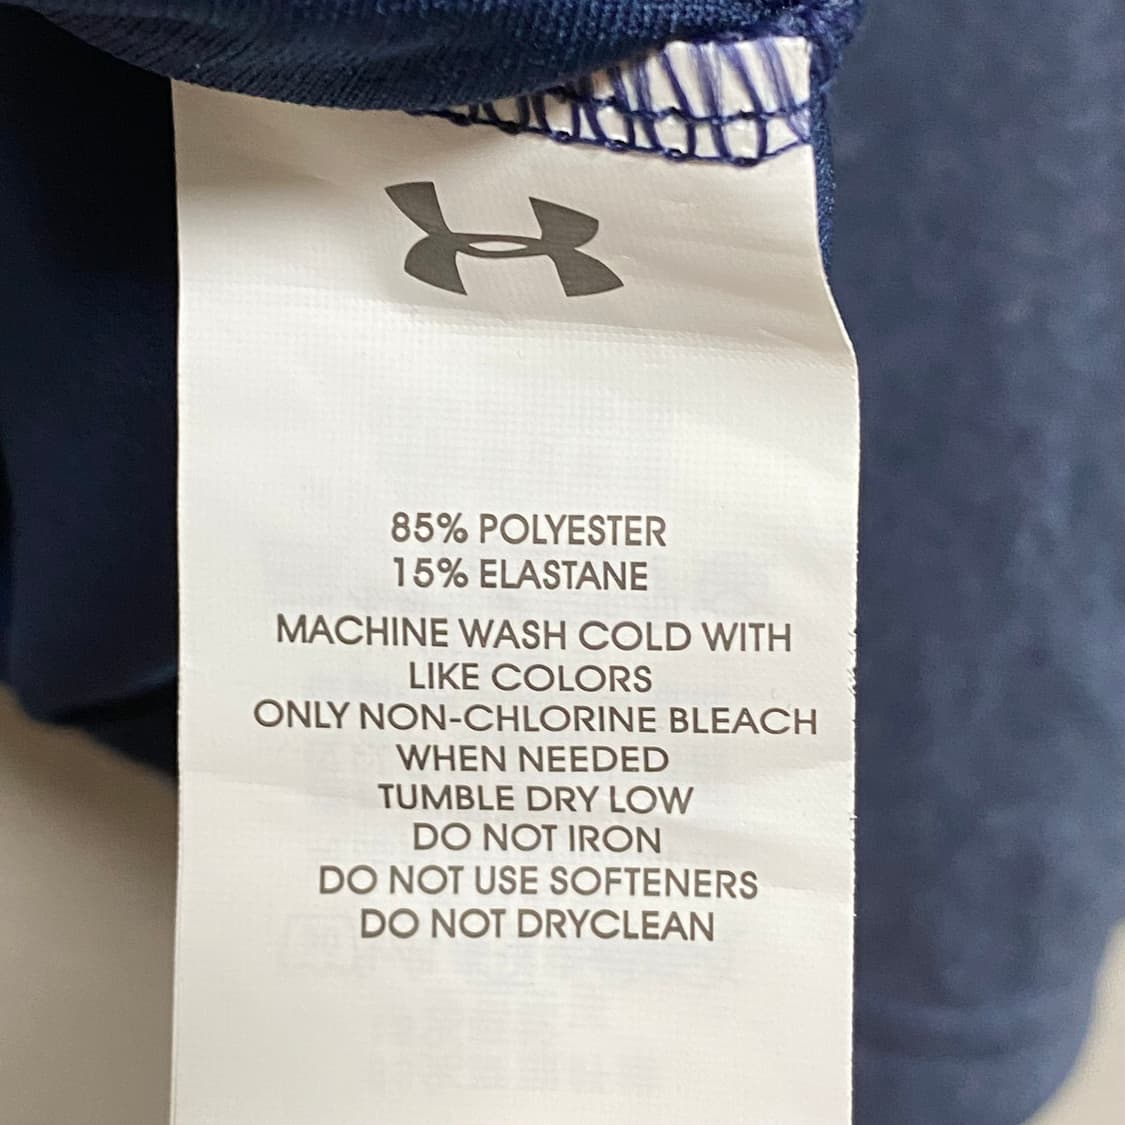 85% POLYESTER
15% ELASTANE
MACHINE WASH COLD WITH
LIKE COLORS
ONLY NON-CHLORINE BLEACH
WHEN NEEDED
TUMBLE DRY LOW
DO NOT IRON
DO NOT USE SOFTENERS
DO NOT DRYCLEAN